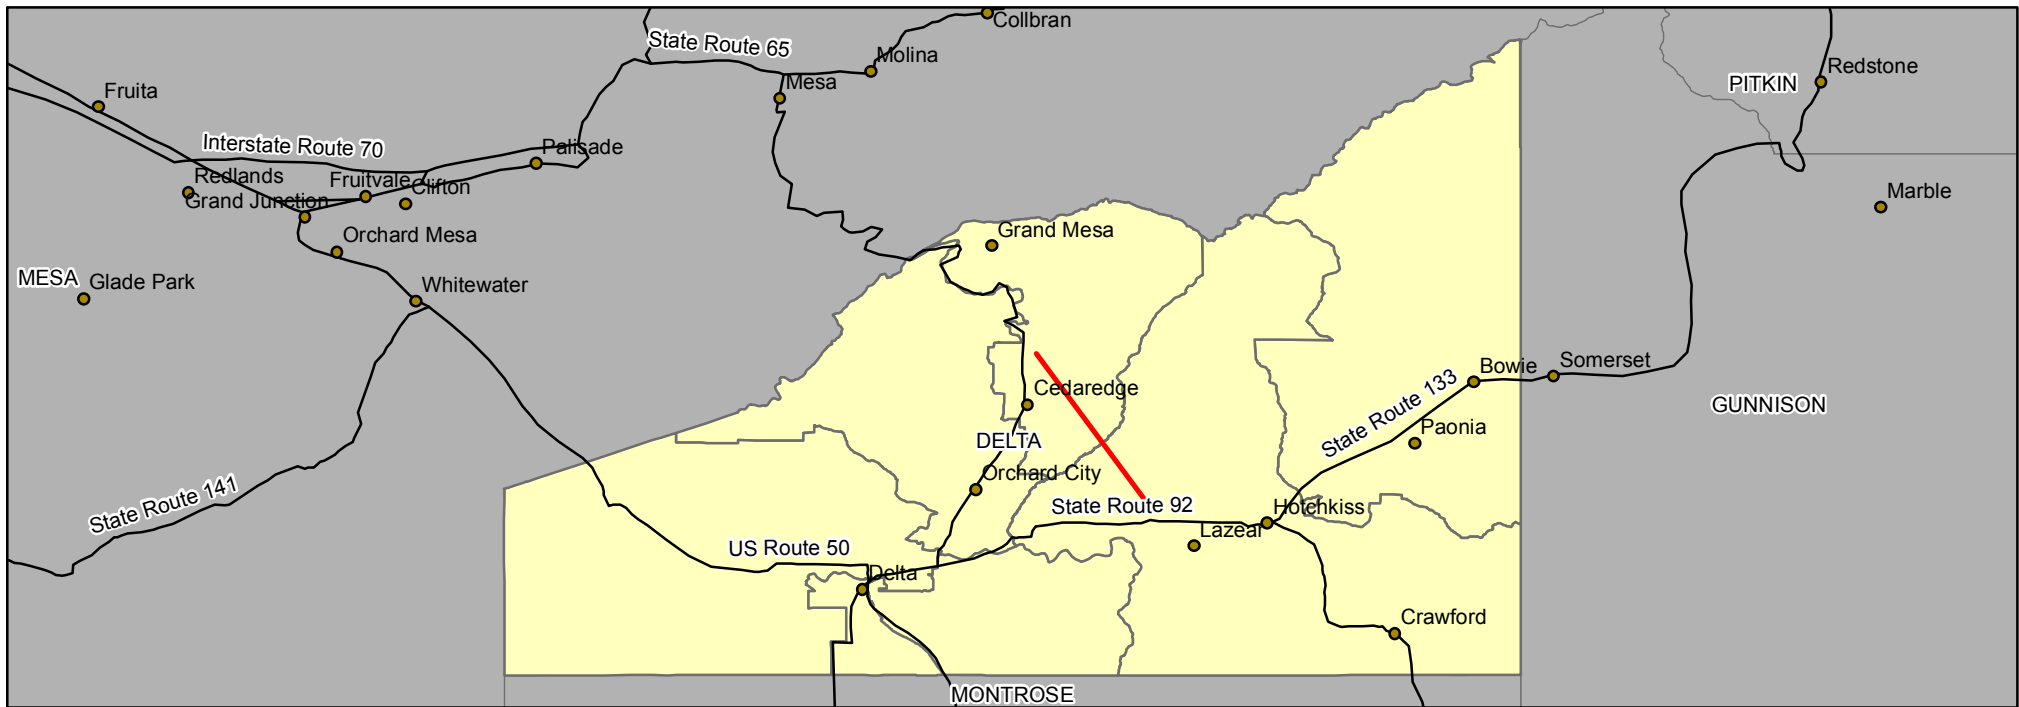 Collbran
State Route 65
Molina
Mesa
Redstone
PITKIN
Fruita
Interstate Route 70
Palisade
Redlands
Fruitvale
Clifton
Grand Junction
Marble
Orchard Mesa
Grand Mesa
MESA
Glade Park
Whitewater
Bowie
Somerset
Cedaredge
State Route 133
GUNNISON
Paonia
DELTA
Orchard City
State Route 141
State Route 92
Hotchkiss
Lazear
US Route 50
Delta
Crawford
MONTROSE